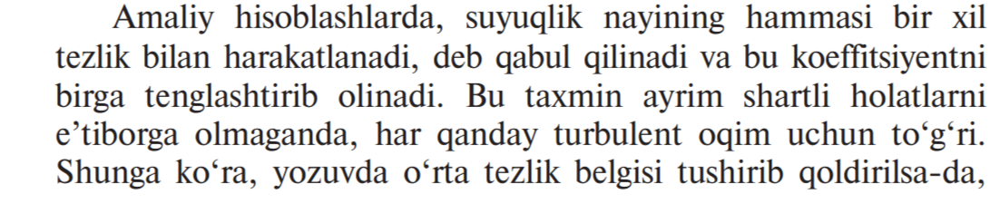 Amaliy hisoblashlarda, suyuqlik nayining hammasi bir xil
tezlik bilan harakatlanadi, deb qabul qilinadi va bu koeffitsiyentni
birga tenglashtirib olinadi. Bu taxmin ayrim shartli holatlarni
e’tiborga olmaganda, har qanday turbulent oqim uchun to‘g‘ri.
Shunga ko‘ra, yozuvda o‘rta tezlik belgisi tushirib qoldirilsa-da,